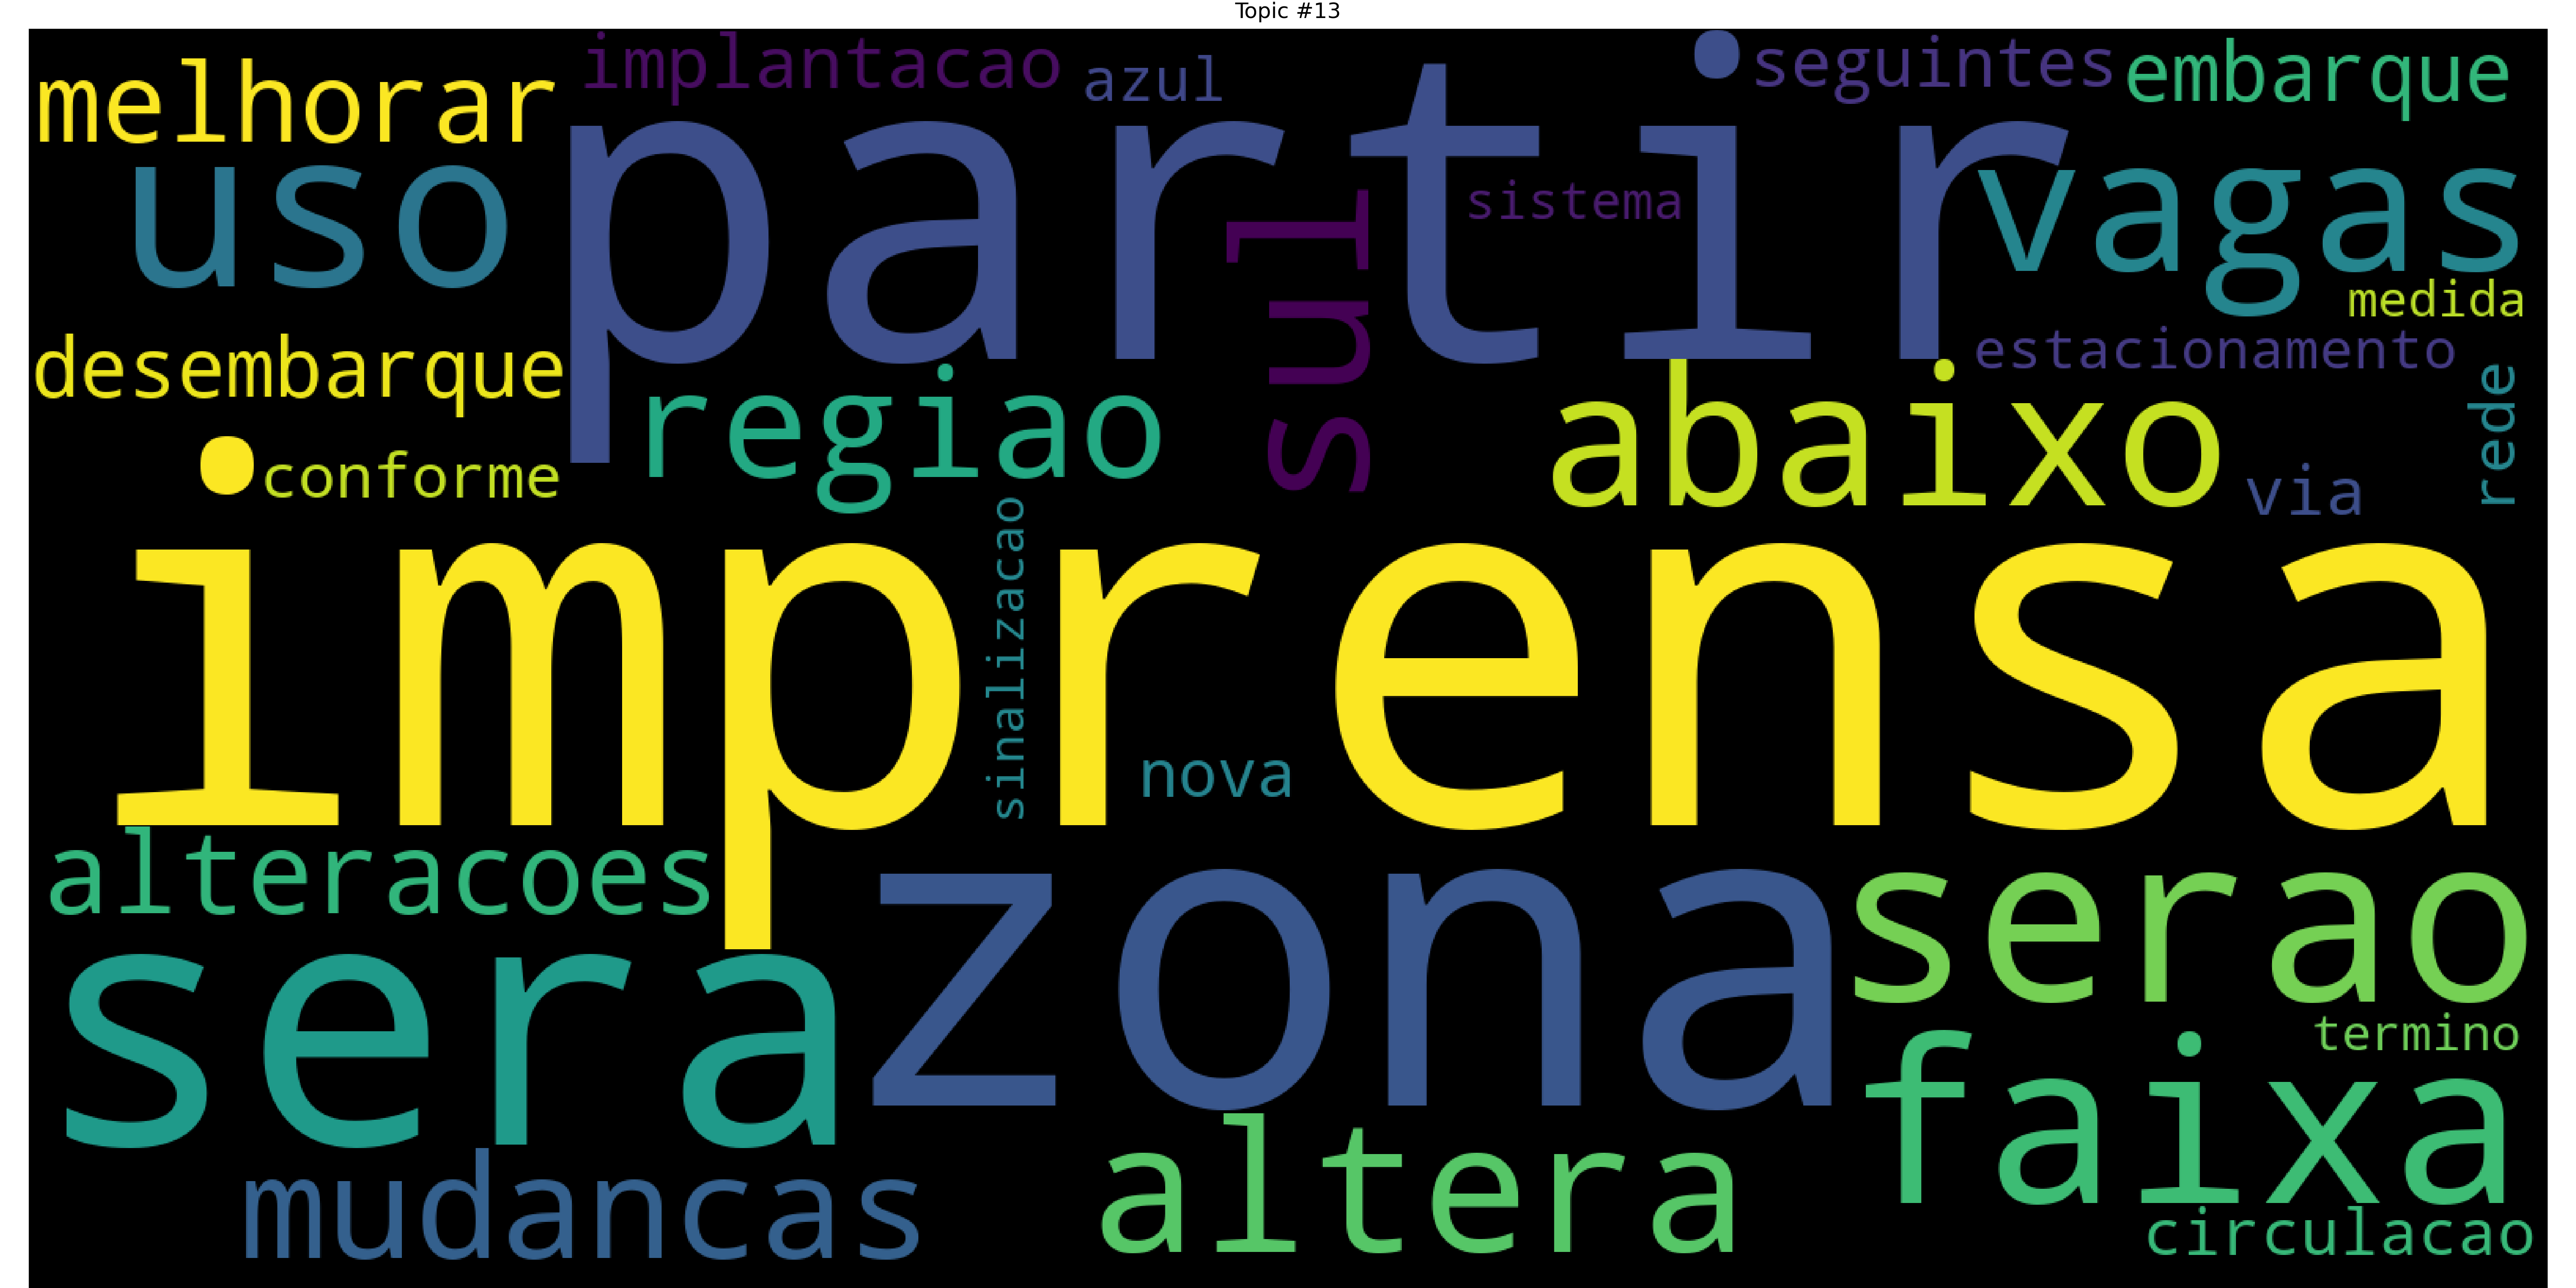 Topic #13
implantacao
azul
seguintes
embarque
melhorar
partir
uso
sistema
vagas
sul
medida
desembarque
estacionamento
regiao
abaixo
rede
conforme
via
imprensa
sinalizacao
nova
alteracoes
zona
serao
sera
termino
faixa
altera
mudancas
circulacao